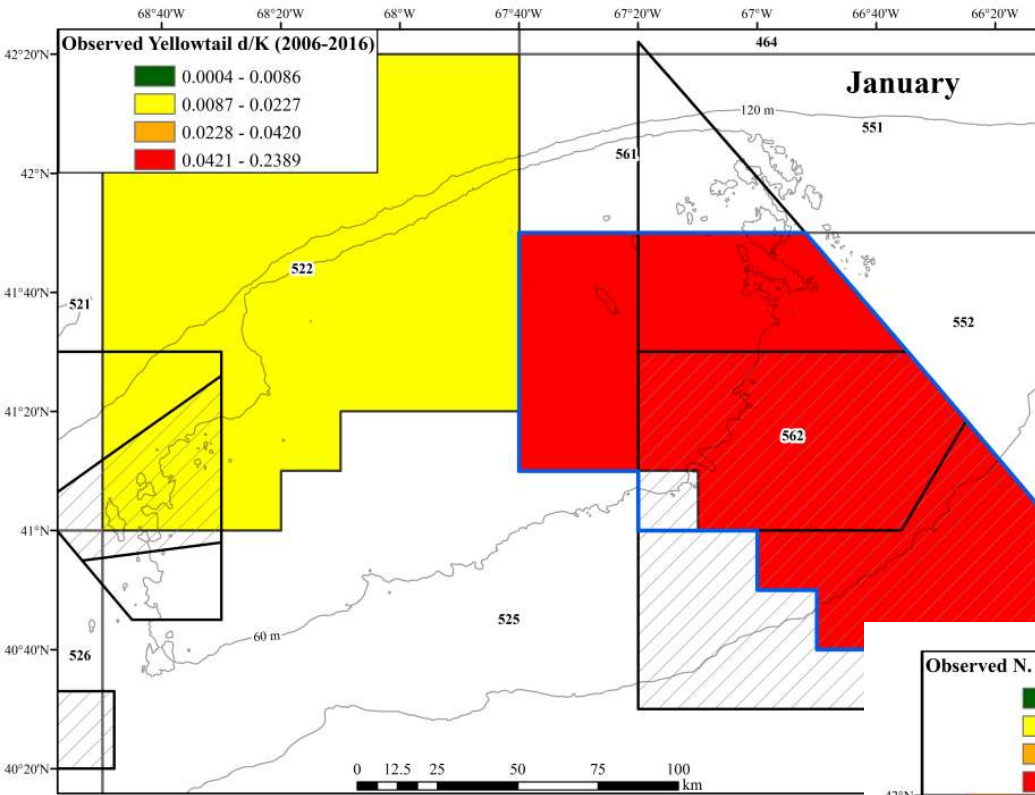 68°40'W 68°20'W 68°W 67°40'W 67°20'W 67°W 66°40'W 66°20'W
Observed Yellowtail d/K (2006-2016)
0.0004 - 0.0086
0.0087 - 0.0227
0.0228 - 0.0420
0.0421 - 0.2389
January
464
120 m
551
561
522
521
552
562
525
60 m
526
42°20'N
42°N
41°40'N
41°20'N
41°N
40°40'N
40°20'N
0 12.5 25 50 75 100
km
Observed N.
42°N